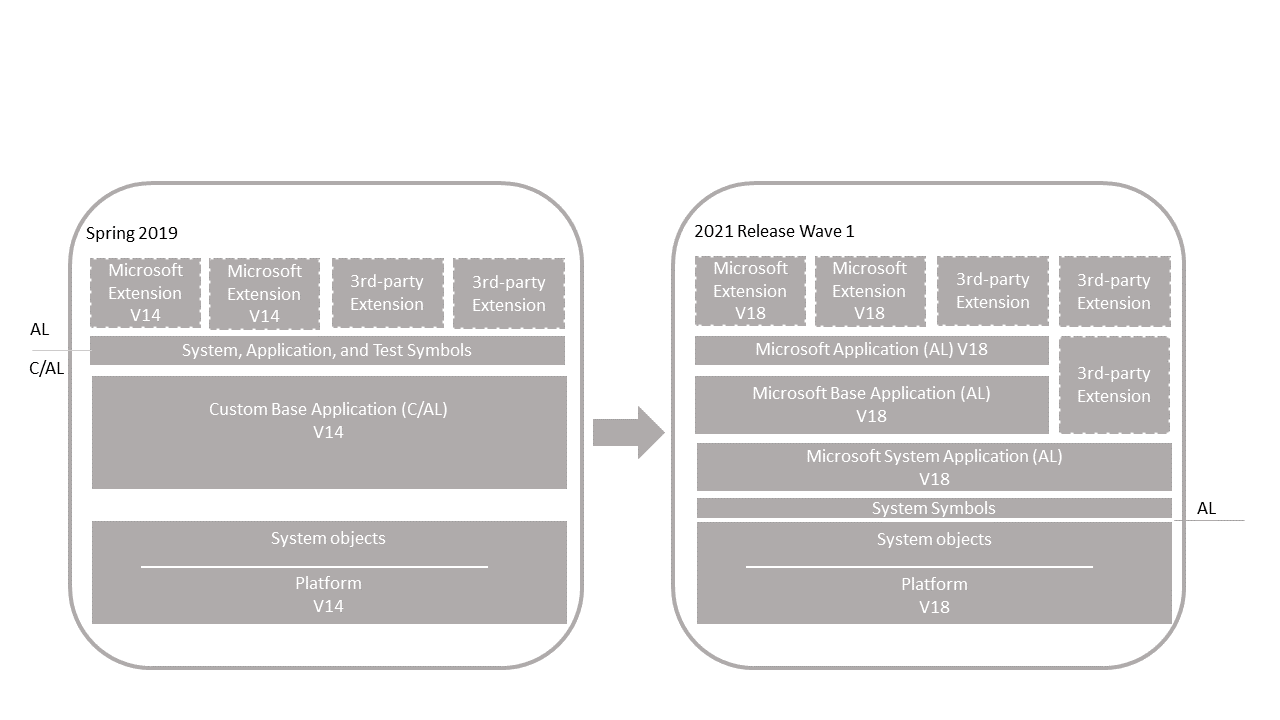 Spring 2019
Microsoft
Extension
V14
Microsoft
Extension
V14
3rd-party
Extension
3rd-party
Extension
AL
C/AL
System, Application, and Test Symbols
Custom Base Application (C/AL)
V14
System objects
Platform
V14
2021 Release Wave 1
Microsoft
Extension
V18
Microsoft
Extension
V18
3rd-party
Extension
3rd-party
Extension
Microsoft Application (AL) V18
3rd-party
Extension
Microsoft Base Application (AL)
V18
Microsoft System Application (AL)
V18
System Symbols
AL
System objects
Platform
V18